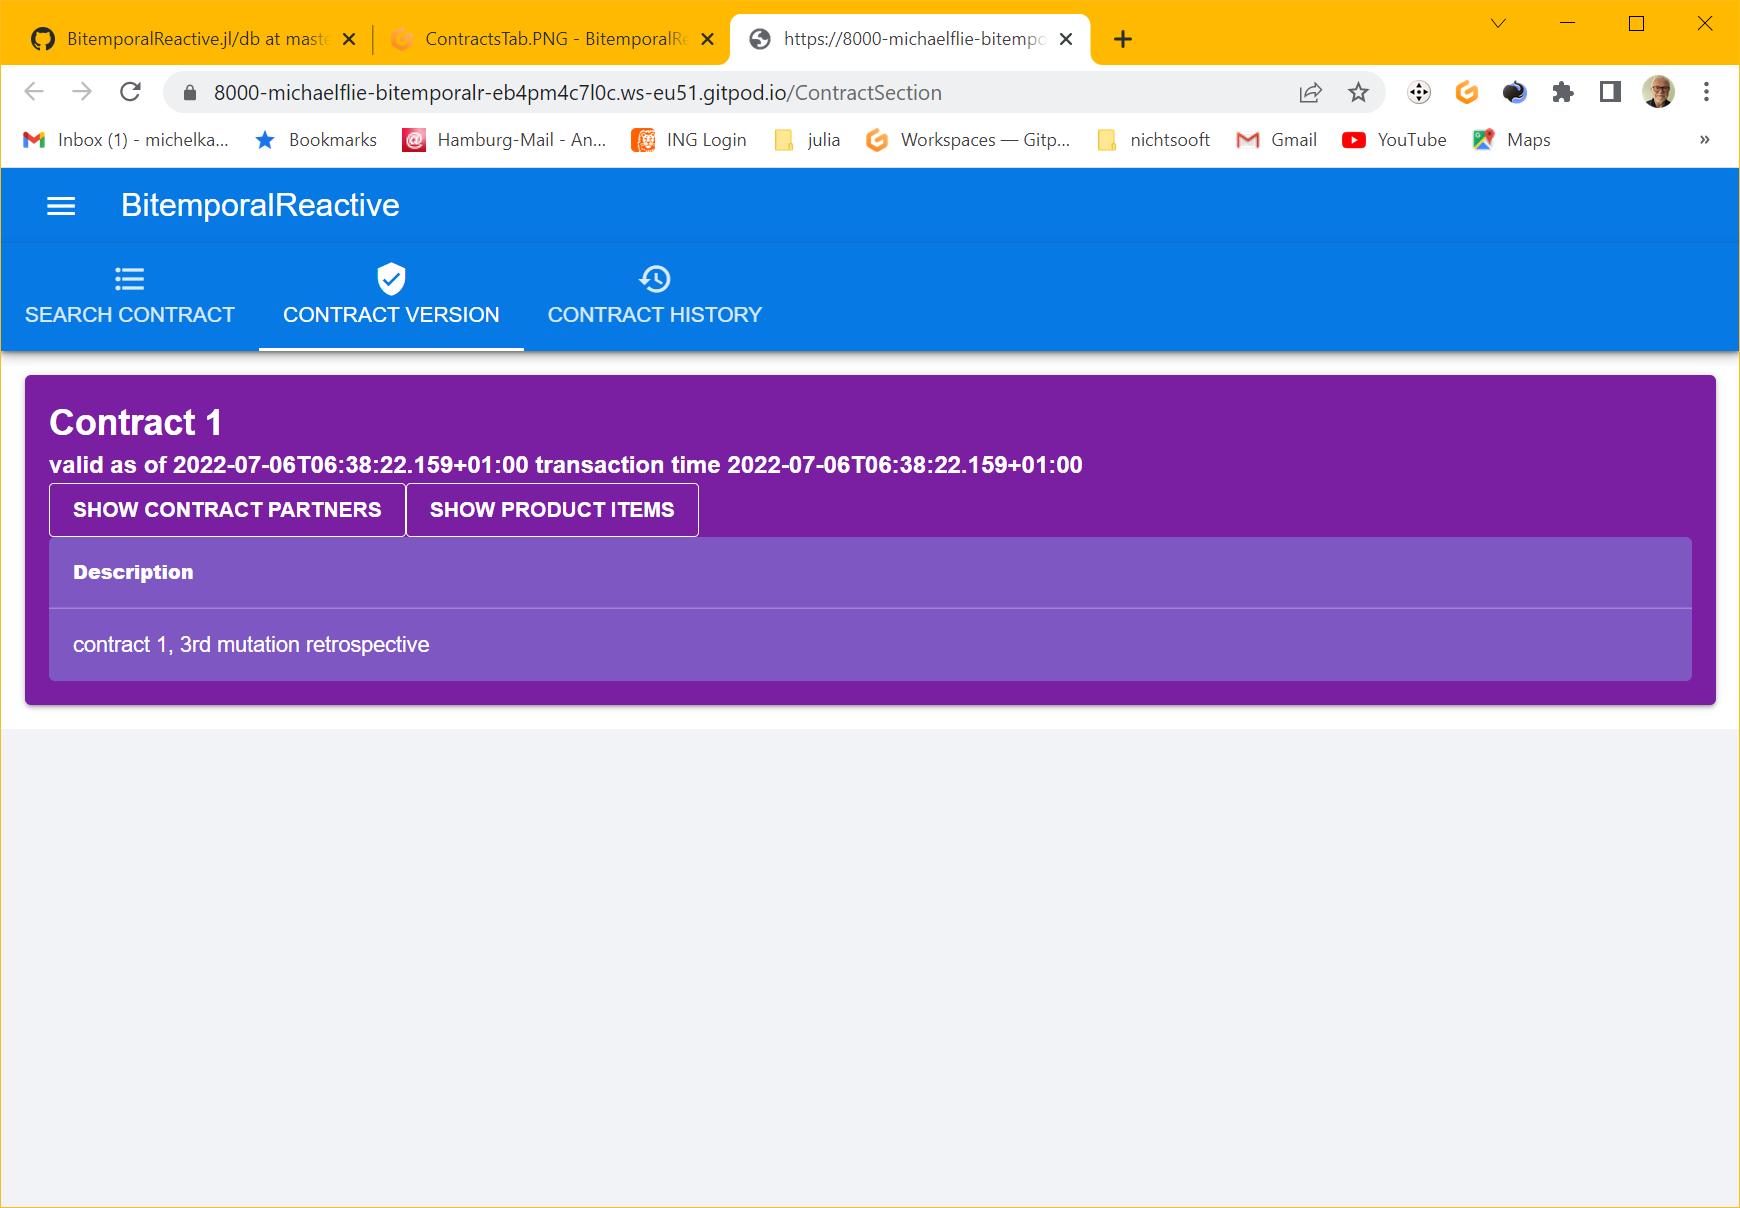 BitemporalReactive.jl/db at maste
ContractsTab.PNG - BitemporalRe
https://8000-michaelflie-bitempo
8000-michaelflie-bitemporalr-eb4pm4c7l0c.ws-eu51.gitpod.io/ContractSection
Inbox (1) - michelka... Bookmarks Hamburg-Mail - An... ING Login julia Workspaces — Gitp... nichtsooft Gmail YouTube Maps »
BitemporalReactive
SEARCH CONTRACT CONTRACT VERSION CONTRACT HISTORY
Contract 1
valid as of 2022-07-06T06:38:22.159+01:00 transaction time 2022-07-06T06:38:22.159+01:00
SHOW CONTRACT PARTNERS SHOW PRODUCT ITEMS
Description
contract 1, 3rd mutation retrospective